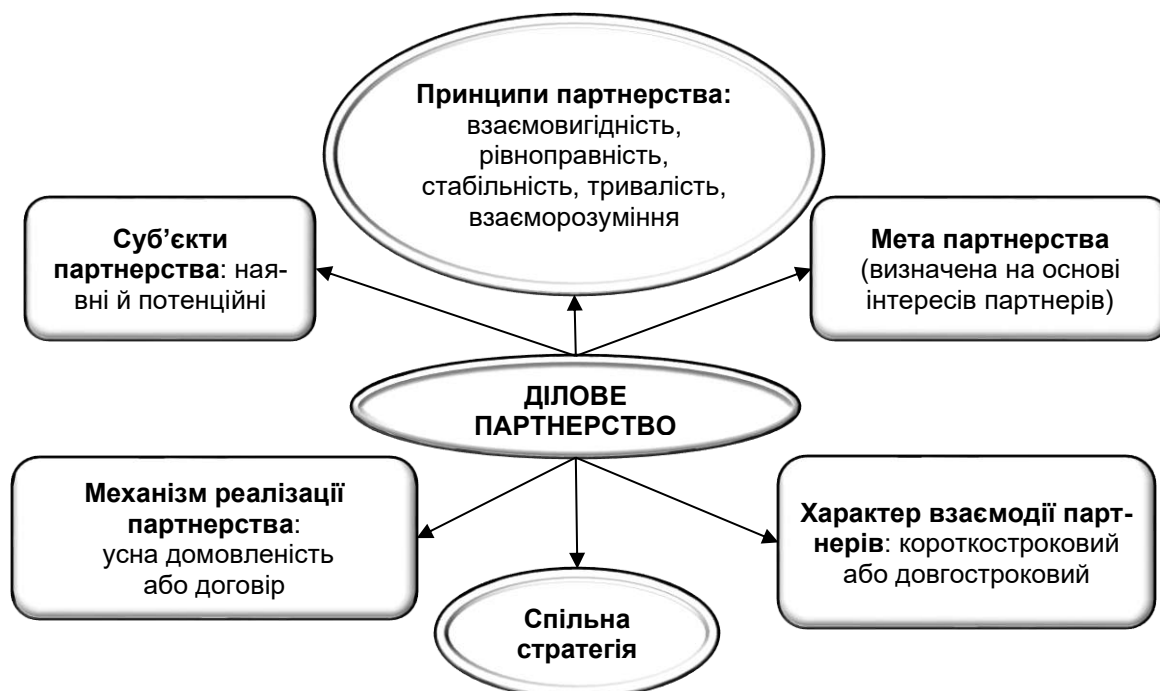 Принципи партнерства:
взаємовигідність,
рівноправність,
стабільність, тривалість,
взаєморозуміння
Суб’єкти
партнерства: ная-
вні й потенційні
Мета партнерства
(визначена на основі
інтересів партнерів)
ДІЛОВЕ
ПАРТНЕРСТВО
Механізм реалізації
партнерства:
усна домовленість
або договір
Характер взаємодії парт-
нерів: короткостроковий
або довгостроковий
Спільна
стратегія